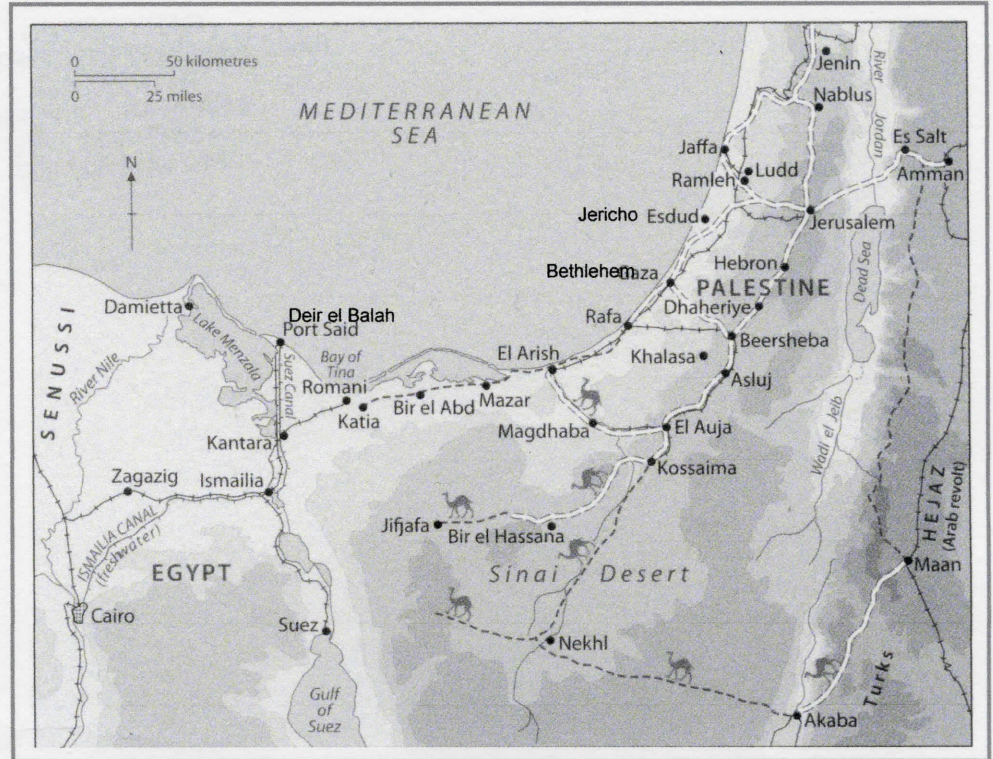 0 50 kilometres
0 25 miles
N
MEDITERRANEAN
SEA
Jenin
River
Jordan
Nablus
Es Salt
Jaffa
Ludd
Ramleh
Amman
Jericho
Esdud
Jerusalem
Bethlehem
Gaza
Hebron
Dead Sea
PALESTINE
Dhaheriye
Damietta
Lake Menzala
Deir el Balah
Port Said
Rafa
Beersheba
SENUSSI
River Nile
Suez Canal
Bay of
Tina
El Arish
Khalasa
Asluj
Romani
Katia
Bir el Abd
Mazar
Wadi el Jeib
Kantara
Magdhaba
El Auja
Zagazig
Ismailia
Kossaima
HEJAZ
(Arab revolt)
Jifjafa
Bir el Hassana
ISMAILIA CANAL
(freshwater)
EGYPT
Sinai Desert
Maan
Cairo
Suez
Nekhl
Turks
Gulf
of
Suez
Akaba